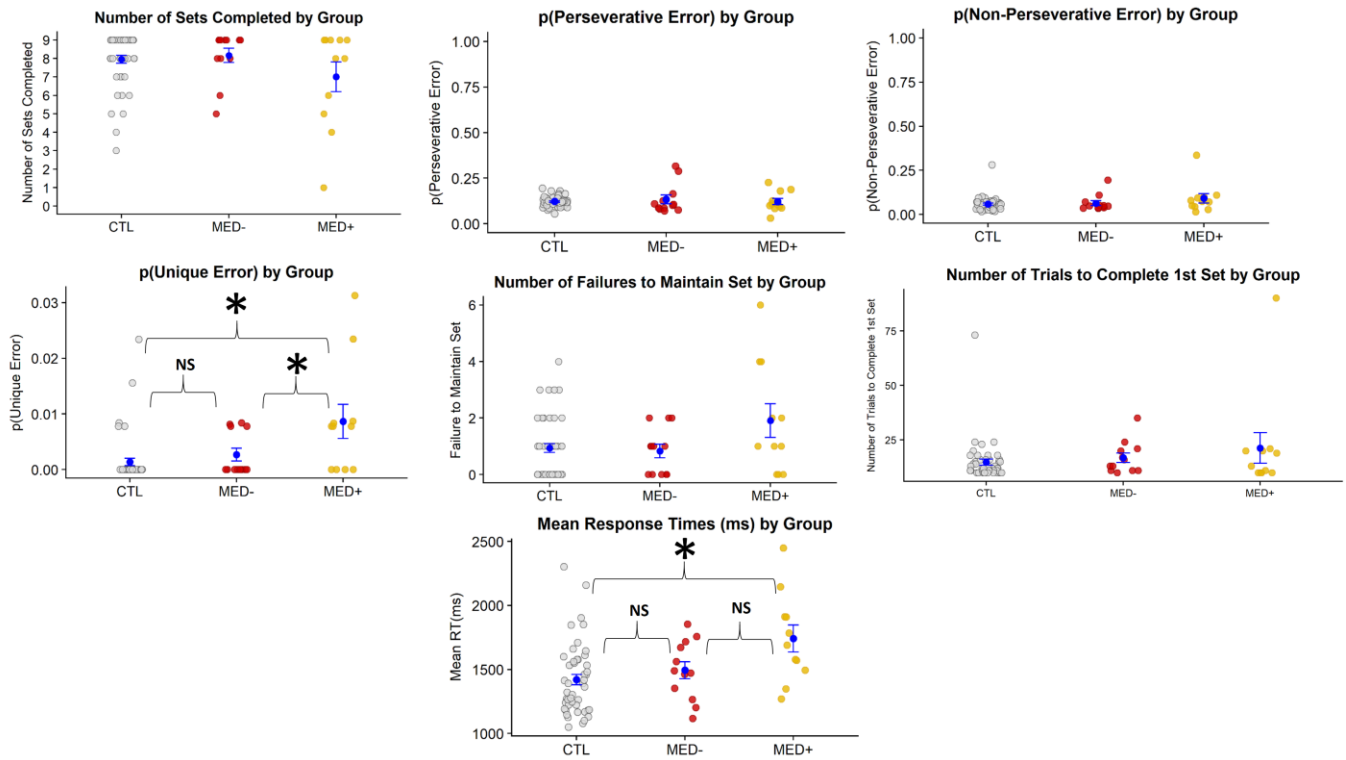 Number of Sets Completed by Group
Number of Sets Completed
9
8
7
6
5
4
3
2
1
0
CTL
MED-
MED+
p(Perseverative Error) by Group
p(Perseverative Error)
1.00
0.75
0.50
0.25
0.00
CTL
MED-
MED+
p(Non-Perseverative Error) by Group
p(Non-Perseverative Error)
1.00
0.75
0.50
0.25
0.00
CTL
MED-
MED+
p(Unique Error) by Group
p(Unique Error)
0.03
0.02
0.01
0.00
*
NS
*
CTL
MED-
MED+
Number of Failures to Maintain Set by Group
Failure to Maintain Set
6
4
2
0
CTL
MED-
MED+
Number of Trials to Complete 1st Set by Group
Number of Trials to Complete 1st Set
75
50
25
CTL
MED-
MED+
Mean Response Times (ms) by Group
Mean RT(ms)
2500
2000
1500
1000
*
NS
NS
CTL
MED-
MED+